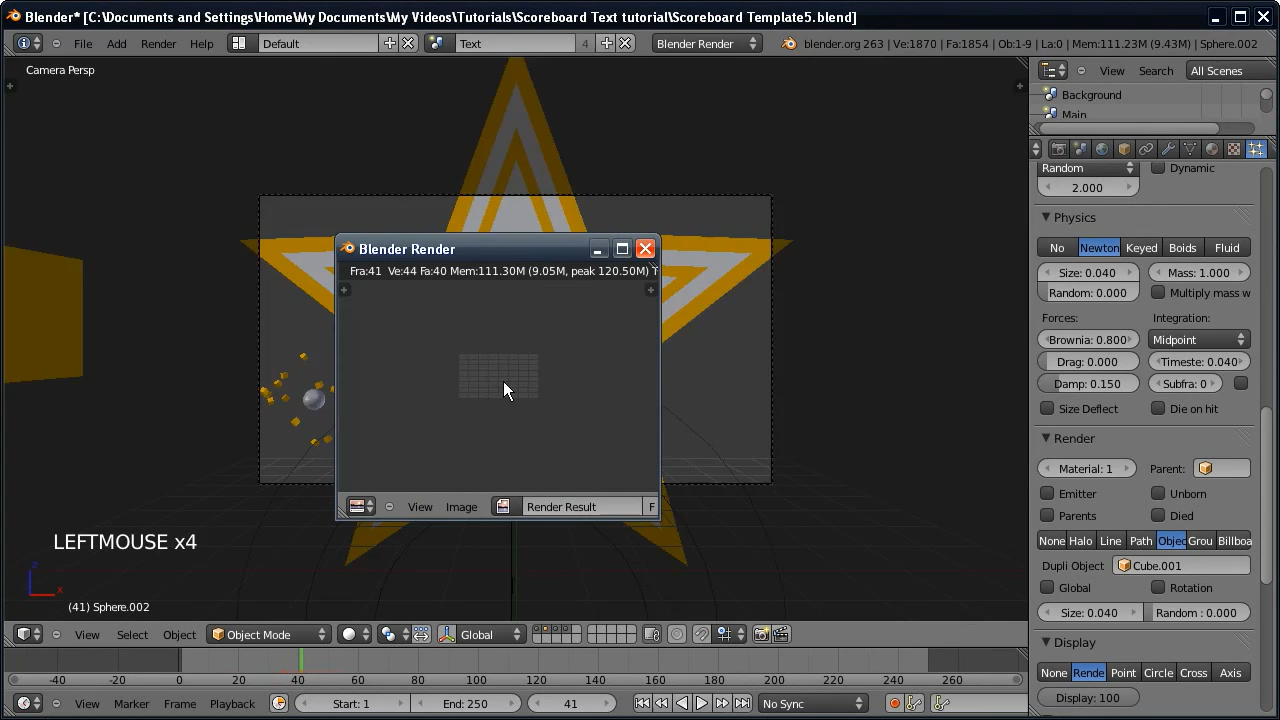 Blender* [C:\Documents and Settings\Home\My Documents\My Videos\Tutorials\Scoreboard Text tutorial\Scoreboard Template5.blend]
File Add Render Help Default Text 4 Blender Render blender.org 263 | Ve:1870 | Fa:1854 | Ob:1-9 | La:0 | Mem:111.23M (9.43M) | Sphere.002
Camera Persp
View Search All Scenes
Background
Main
Random Dynamic
2.000
Physics
No Newton Keyed Boids Fluid
Size: 0.040 Mass: 1.000
Random: 0.000 Multiply mass w
Forces: Integration:
Brownia: 0.800 Midpoint
Drag: 0.000 Timeste: 0.040
Damp: 0.150 Subfra: 0
Size Deflect Die on hit
Render
Material: 1 Parent:
Emitter Unborn
Parents Died
None Halo Line Path Objec Grou Billboa
Dupli Object Cube.001
Global Rotation
Size: 0.040 Random : 0.000
Display
None Rende Point Circle Cross Axis
Display: 100
Blender Render
Fra:41 Ve:44 Fa:40 Mem:111.30M (9.05M, peak 120.50M)
View Image Render Result F
LEFTMOUSE x4
z
x
(41) Sphere.002
View Select Object Object Mode Global
-40 -20 0 20 40 60 80 100 120 140 160 180 200 220 240 260
View Marker Frame Playback Start: 1 End: 250 41 No Sync